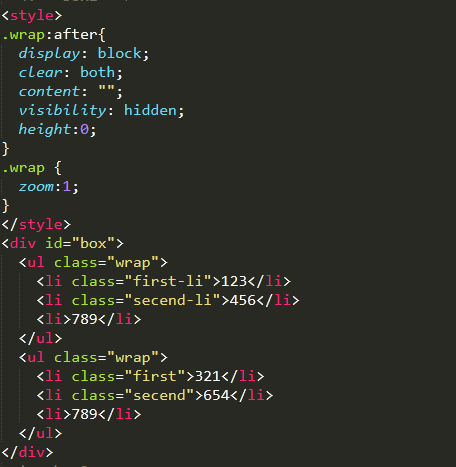 <style>
.wrap:after{
  display: block;
  clear: both;
  content: "";
  visibility: hidden;
  height:0;
}
.wrap {
  zoom:1;
}
</style>
<div id="box">
  <ul class="wrap">
    <li class="first-li">123</li>
    <li class="secend-li">456</li>
    <li>789</li>
  </ul>
  <ul class="wrap">
    <li class="first">321</li>
    <li class="secend">654</li>
    <li>789</li>
  </ul>
</div>